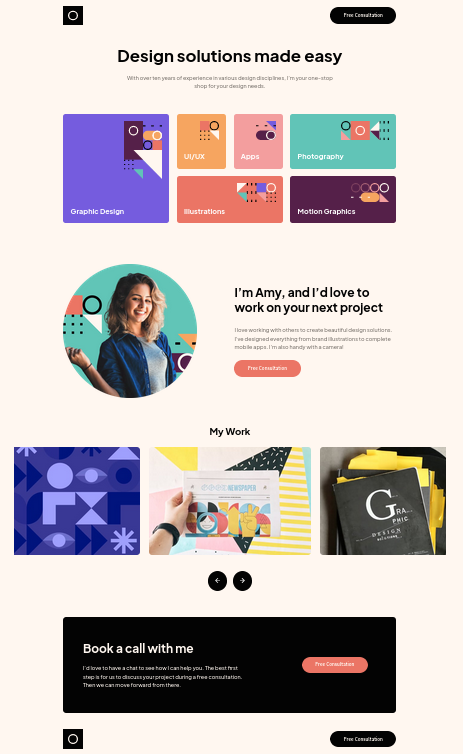 Free Consultation
Design solutions made easy
With over ten years of experience in various design disciplines, I'm your one-stop
shop for your design needs.
Graphic Design
UI/UX
Apps
Photography
Illustrations
Motion Graphics
I'm Amy, and I'd love to
work on your next project
I love working with others to create beautiful design solutions.
I've designed everything from brand illustrations to complete
mobile apps. I'm also handy with a camera!
Free Consultation
My Work
NEWSPAPER
GRA
PHIC
DESIGN
Book a call with me
I'd love to have a chat to see how I can help you. The best first
step is for us to discuss your project during a free consultation.
Then we can move forward from there.
Free Consultation
Free Consultation